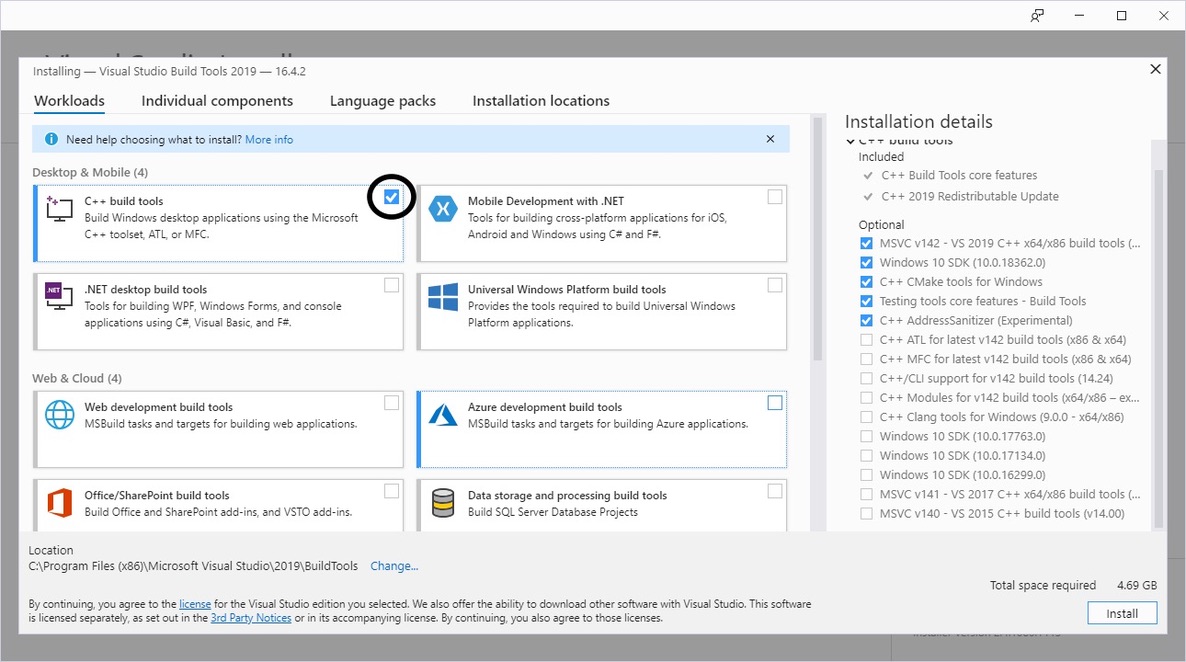 Installing — Visual Studio Build Tools 2019 — 16.4.2
Workloads
Individual components
Language packs
Installation locations
Need help choosing what to install? More info
Desktop & Mobile (4)
C++ build tools
Build Windows desktop applications using the Microsoft
C++ toolset, ATL, or MFC.
Mobile Development with .NET
Tools for building cross-platform applications for iOS,
Android and Windows using C# and F#.
.NET
.NET desktop build tools
Tools for building WPF, Windows Forms, and console
applications using C#, Visual Basic, and F#.
Universal Windows Platform build tools
Provides the tools required to build Universal Windows
Platform applications.
Web & Cloud (4)
Web development build tools
MSBuild tasks and targets for building web applications.
Azure development build tools
MSBuild tasks and targets for building Azure applications.
Office/SharePoint build tools
Build Office and SharePoint add-ins, and VSTO add-ins.
Data storage and processing build tools
Build SQL Server Database Projects
Installation details
C++ build tools
Included
C++ Build Tools core features
C++ 2019 Redistributable Update
Optional
MSVC v142 - VS 2019 C++ x64/x86 build tools (...
Windows 10 SDK (10.0.18362.0)
C++ CMake tools for Windows
Testing tools core features - Build Tools
C++ AddressSanitizer (Experimental)
C++ ATL for latest v142 build tools (x86 & x64)
C++ MFC for latest v142 build tools (x86 & x64)
C++/CLI support for v142 build tools (14.24)
C++ Modules for v142 build tools (x64/x86 – ex...
C++ Clang tools for Windows (9.0.0 - x64/x86)
Windows 10 SDK (10.0.17763.0)
Windows 10 SDK (10.0.17134.0)
Windows 10 SDK (10.0.16299.0)
MSVC v141 - VS 2017 C++ x64/x86 build tools (...
MSVC v140 - VS 2015 C++ build tools (v14.00)
Location
C:\Program Files (x86)\Microsoft Visual Studio\2019\BuildTools Change...
Total space required 4.69 GB
By continuing, you agree to the license for the Visual Studio edition you selected. We also offer the ability to download other software with Visual Studio. This software
is licensed separately, as set out in the 3rd Party Notices or in its accompanying license. By continuing, you also agree to those licenses.
Install